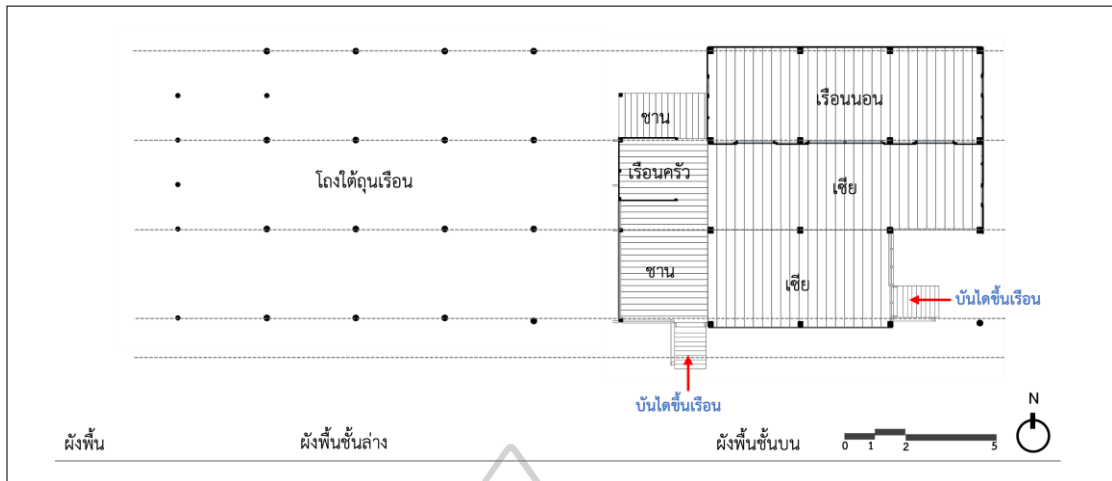 เรือนนอน
ชาน
เรือนครัว
โถงใต้ถุนเรือน
เซีย
ชาน
เซีย
บันไดขึ้นเรือน
บันไดขึ้นเรือน
N
ผังพื้น ผังพื้นชั้นล่าง ผังพื้นชั้นบน
0 1 2 5